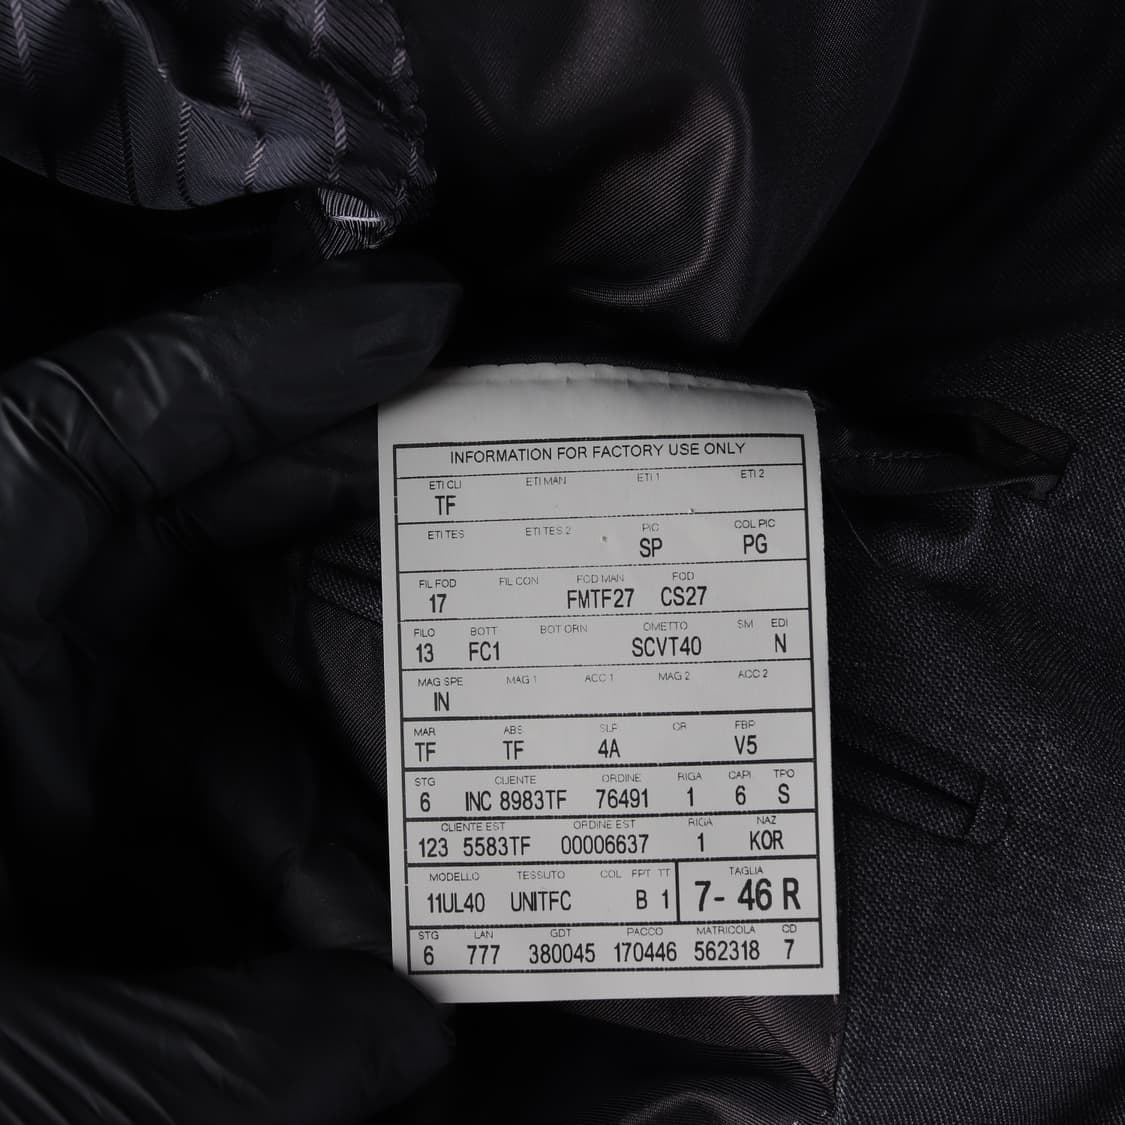 INFORMATION FOR FACTORY USE ONLY
ETI CLI ETI MAN ETI 1 ETI 2
TF
ETI TES ETI TES 2 PIC COL PIC
SP PG
FIL FOD FIL CON FOD MAN FOD
17 FMTF27 CS27
FILO BOTT BOT ORN OMETTO SM EDI
13 FC1 SCVT40 N
MAG SPE MAG 1 ACC 1 MAG 2 ACC 2
IN
MAR ABS SLF CR FBP
TF TF 4A V5
STG CLIENTE ORDINE RIGA CAPI TPO
6 INC 8983TF 76491 1 6 S
CLIENTE EST ORDINE EST RIGA NAZ
123 5583TF 00006637 1 KOR
MODELLO TESSUTO COL FPT TT TAGLIA
11UL40 UNITFC B 1 7- 46 R
STG LAN GDT PACCO MATRICOLA CD
6 777 380045 170446 562318 7